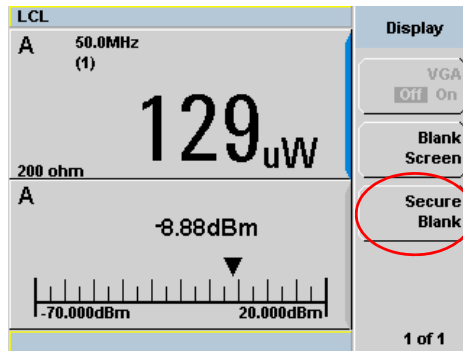 LCL
Display
A
50.0MHz
(1)
129uW
200 ohm
VGA
Off On
Blank
Screen
Secure
Blank
A
-8.88dBm
-70.000dBm
20.000dBm
1 of 1